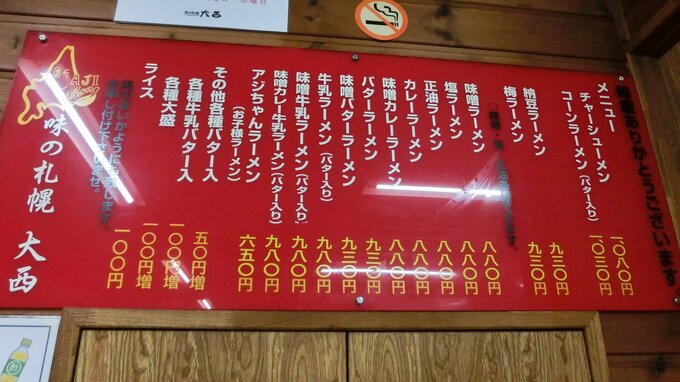 ありがとうございます。
メニュー
チャーシューメン 一〇八〇円
コーンラーメン（バター入り） 一〇三〇円
納豆ラーメン 九三〇円
梅ラーメン 九三〇円
味噌ラーメン 八八〇円
塩ラーメン 八八〇円
正油ラーメン 八八〇円
カレーラーメン 八八〇円
味噌カレーラーメン 八八〇円
バターラーメン 九三〇円
味噌バターラーメン 九三〇円
牛乳ラーメン（バター入り） 九八〇円
味噌牛乳ラーメン（バター入り） 九八〇円
味噌カレー牛乳ラーメン（バター入り） 九八〇円
アジちゃんラーメン（お子様ラーメン） 六五〇円
その他各種バター入 五〇円増
各種牛乳バター入 一〇〇円増
各種大盛 一〇〇円増
ライス 一〇〇円
AJI
味の札幌 大西
大西
水曜日